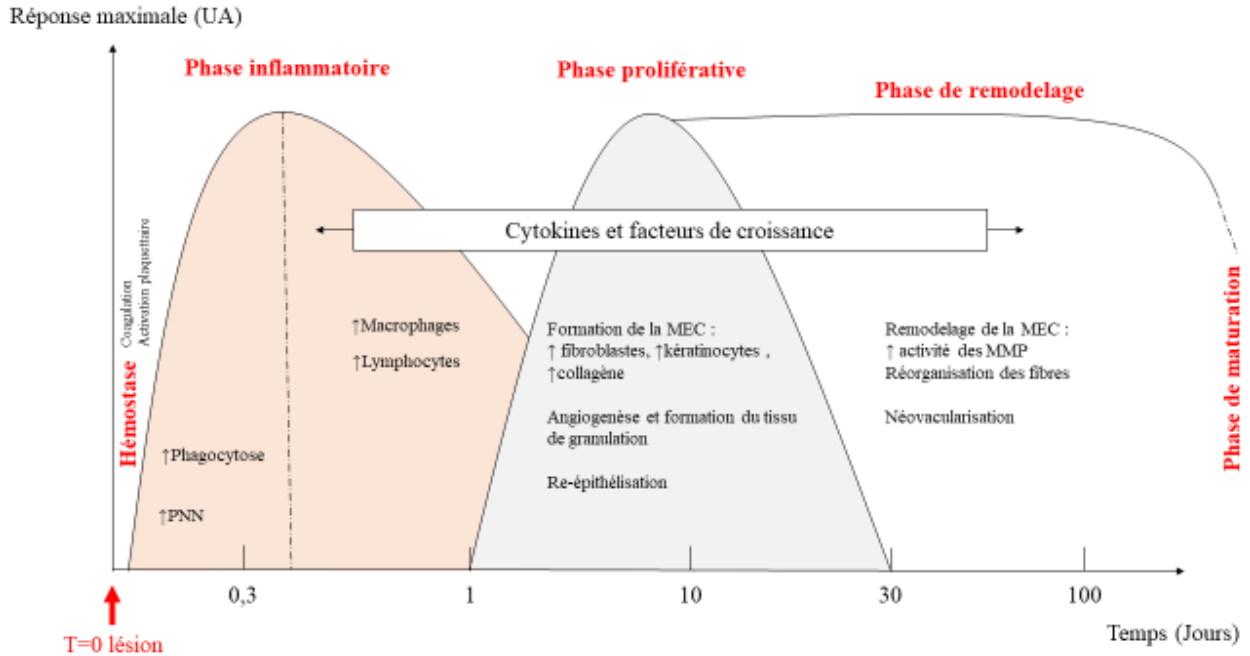 Réponse maximale (UA)
Phase inflammatoire
Phase proliférative
Phase de remodelage
Cytokines et facteurs de croissance
Hémostase
Coagulation
Activation plaquettaire
↑Phagocytose
↑PNN
↑Macrophages
↑Lymphocytes
Formation de la MEC :
↑ fibroblastes, ↑kératinocytes ,
↑collagène
Angiogenèse et formation du tissu
de granulation
Re-épithélisation
Remodelage de la MEC :
↑ activité des MMP
Réorganisation des fibres
Néovacularisation
Phase de maturation
0,3
1
10
30
100
Temps (Jours)
T=0 lésion